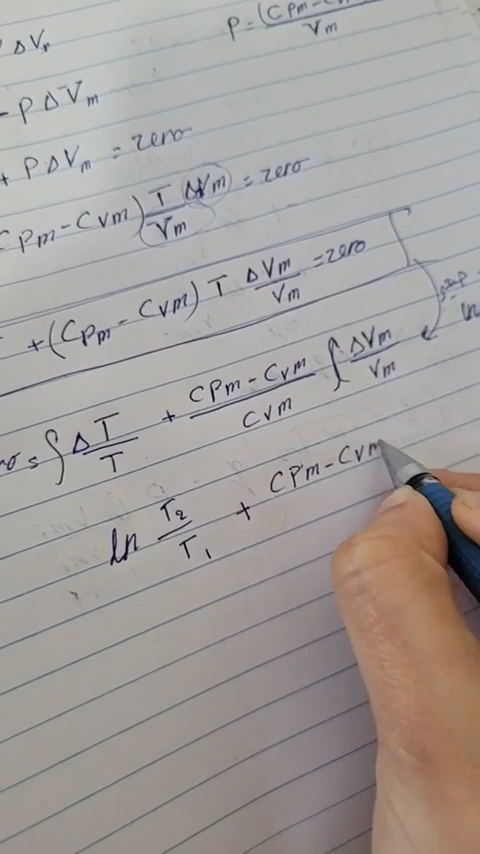 P = (CPm-C
Vm
P ΔVm
- P ΔVm
+ P ΔVm = zero
CPm - CVm) T ΔVm / Vm = zero
+ (CPm - CVm) T ΔVm / Vm = zero
= ∫ ΔT / T + CPm - CVm / CVm ∫ ΔVm / Vm
ln T2 / T1 + CPm - CVm